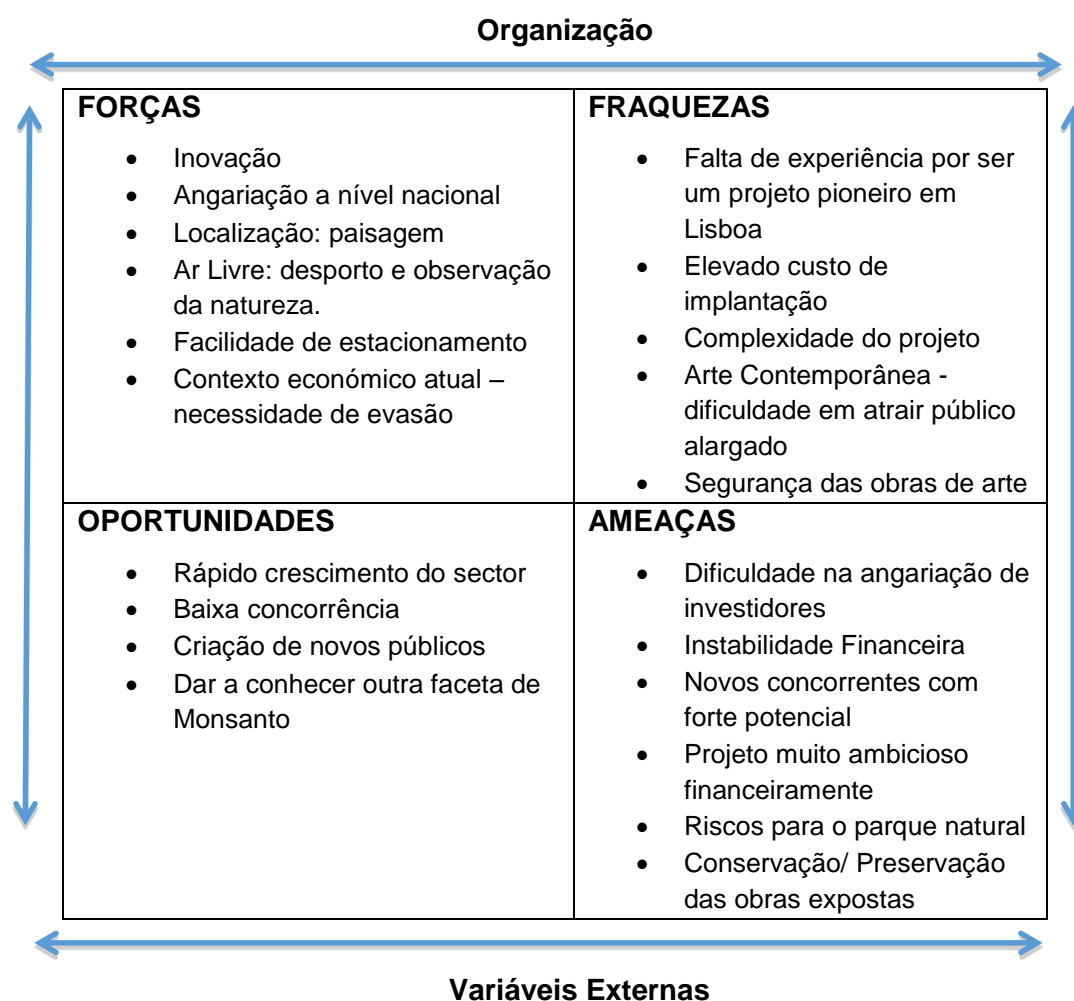 Organização
FORÇAS
• Inovação
• Angariação a nível nacional
• Localização: paisagem
• Ar Livre: desporto e observação
da natureza.
• Facilidade de estacionamento
• Contexto económico atual –
necessidade de evasão
FRAQUEZAS
• Falta de experiência por ser
um projeto pioneiro em
Lisboa
• Elevado custo de
implantação
• Complexidade do projeto
• Arte Contemporânea -
dificuldade em atrair público
alargado
• Segurança das obras de arte
OPORTUNIDADES
• Rápido crescimento do sector
• Baixa concorrência
• Criação de novos públicos
• Dar a conhecer outra faceta de
Monsanto
AMEAÇAS
• Dificuldade na angariação de
investidores
• Instabilidade Financeira
• Novos concorrentes com
forte potencial
• Projeto muito ambicioso
financeiramente
• Riscos para o parque natural
• Conservação/ Preservação
das obras expostas
Variáveis Externas